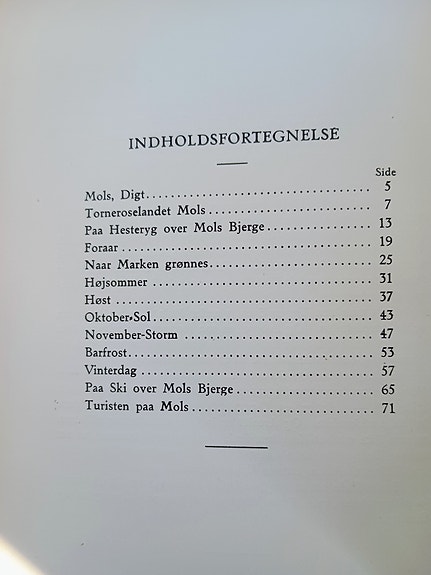 INDHOLDSFORTEGNELSE
Side
Mols, Digt 5
Torneroselandet Mols 7
Paa Hesteryg over Mols Bjerge 13
Foraar 19
Naar Marken grønnes 25
Højsommer 31
Høst 37
Oktober-Sol 43
November-Storm 47
Barfrost 53
Vinterdag 57
Paa Ski over Mols Bjerge 65
Turisten paa Mols 71